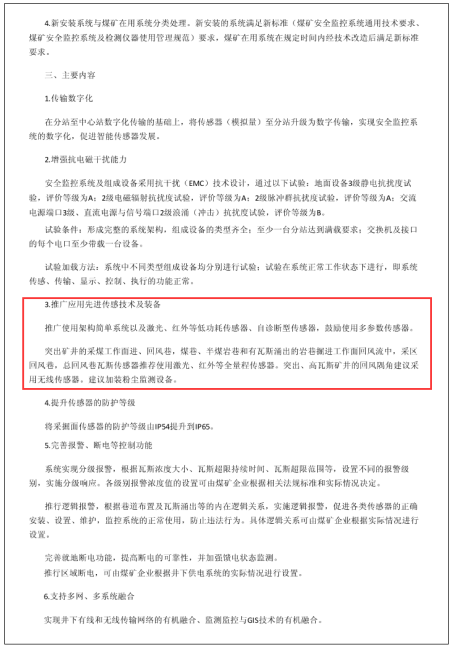 4.新安装系统与煤矿在用系统分类处理。新安装的系统满足新标准（煤矿安全监控系统通用技术要求、
煤矿安全监控系统及检测仪器使用管理规范）要求，煤矿在用系统在规定时间内经技术改造后满足新标准
要求。
三、主要内容
1.传输数字化
在分站至中心站数字化传输的基础上，将传感器（模拟量）至分站升级为数字传输，实现安全监控系
统的数字化，促进智能传感器发展。
2.增强抗电磁干扰能力
安全监控系统及组成设备采用抗干扰（EMC）技术设计，通过以下试验：地面设备3级静电抗扰度试
验，评价等级为A；2级电磁辐射抗扰度试验，评价等级为A；2级脉冲群抗扰度试验，评价等级为A；交流
电源端口3级、直流电源与信号端口2级浪涌（冲击）抗扰度试验，评价等级为B。
试验条件：形成完整的系统架构，组成设备的类型齐全；至少一台分站达到满载要求；交换机及接口
的每个电口至少带载一台设备。
试验加载方法：系统中不同类型组成设备均分别进行试验；试验在系统正常工作状态下进行，即系统
传感、传输、显示、控制、执行的功能正常。
3.推广应用先进传感技术及装备
推广使用架构简单系统以及激光、红外等低功耗传感器、自诊断型传感器，鼓励使用多参数传感器。
突出矿井的采煤工作面进、回风巷，煤巷、半煤岩巷和有瓦斯涌出的岩巷掘进工作面回风流中，采区
回风巷，总回风巷瓦斯传感器推荐使用激光、红外等全量程传感器。突出、高瓦斯矿井的回风隅角建议采
用无线传感器。建议加装粉尘监测设备。
4.提升传感器的防护等级
将采掘面传感器的防护等级由IP54提升到IP65。
5.完善报警、断电等控制功能
系统实现分级报警，根据瓦斯浓度大小、瓦斯超限持续时间、瓦斯超限范围等，设置不同的报警级
别，实施分级响应。各级别报警浓度值的设置可由煤矿企业根据相关法规标准和实际情况决定。
推行逻辑报警，根据巷道布置及瓦斯涌出等的内在逻辑关系，实施逻辑报警，促进各类传感器的正确
安装、设置、维护，监控系统的正常使用，防止违法行为。具体逻辑关系可由煤矿企业根据实际情况进行
设置。
完善就地断电功能，提高断电的可靠性，并加强馈电状态监测。
推行区域断电，可由煤矿企业根据井下供电系统的实际情况进行设置。
6.支持多网、多系统融合
实现井下有线和无线传输网络的有机融合、监测监控与GIS技术的有机融合。